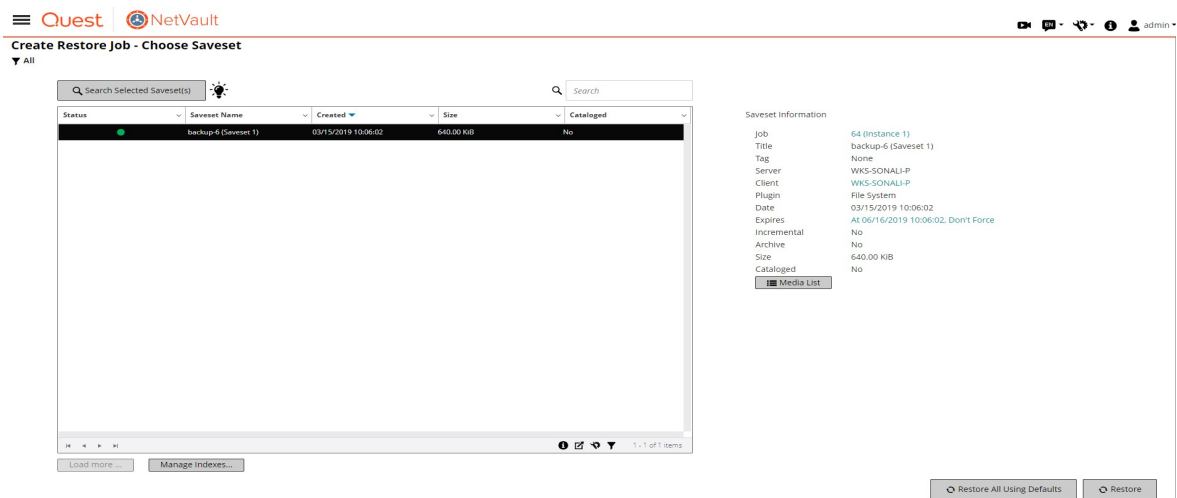 Quest NetVault
EN admin
Create Restore Job - Choose Saveset
All
Search Selected Saveset(s)
Search
Status Saveset Name Created Size Cataloged
backup-6 (Saveset 1) 03/15/2019 10:06:02 640.00 KiB No
1 - 1 of 1 items
Load more ... Manage Indexes...
Saveset Information
Job 64 (Instance 1)
Title backup-6 (Saveset 1)
Tag None
Server WKS-SONALI-P
Client WKS-SONALI-P
Plugin File System
Date 03/15/2019 10:06:02
Expires At 06/16/2019 10:06:02, Don't Force
Incremental No
Archive No
Size 640.00 KiB
Cataloged No
Media List
Restore All Using Defaults Restore